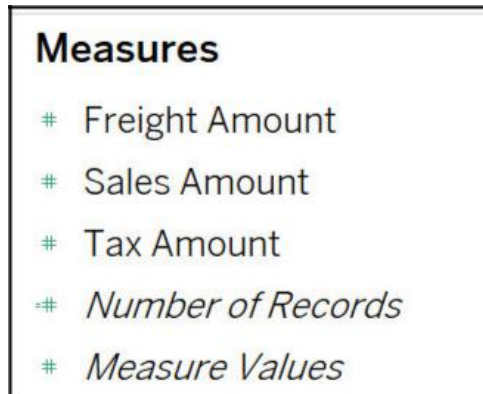 Measures
# Freight Amount
# Sales Amount
# Tax Amount
=# Number of Records
# Measure Values